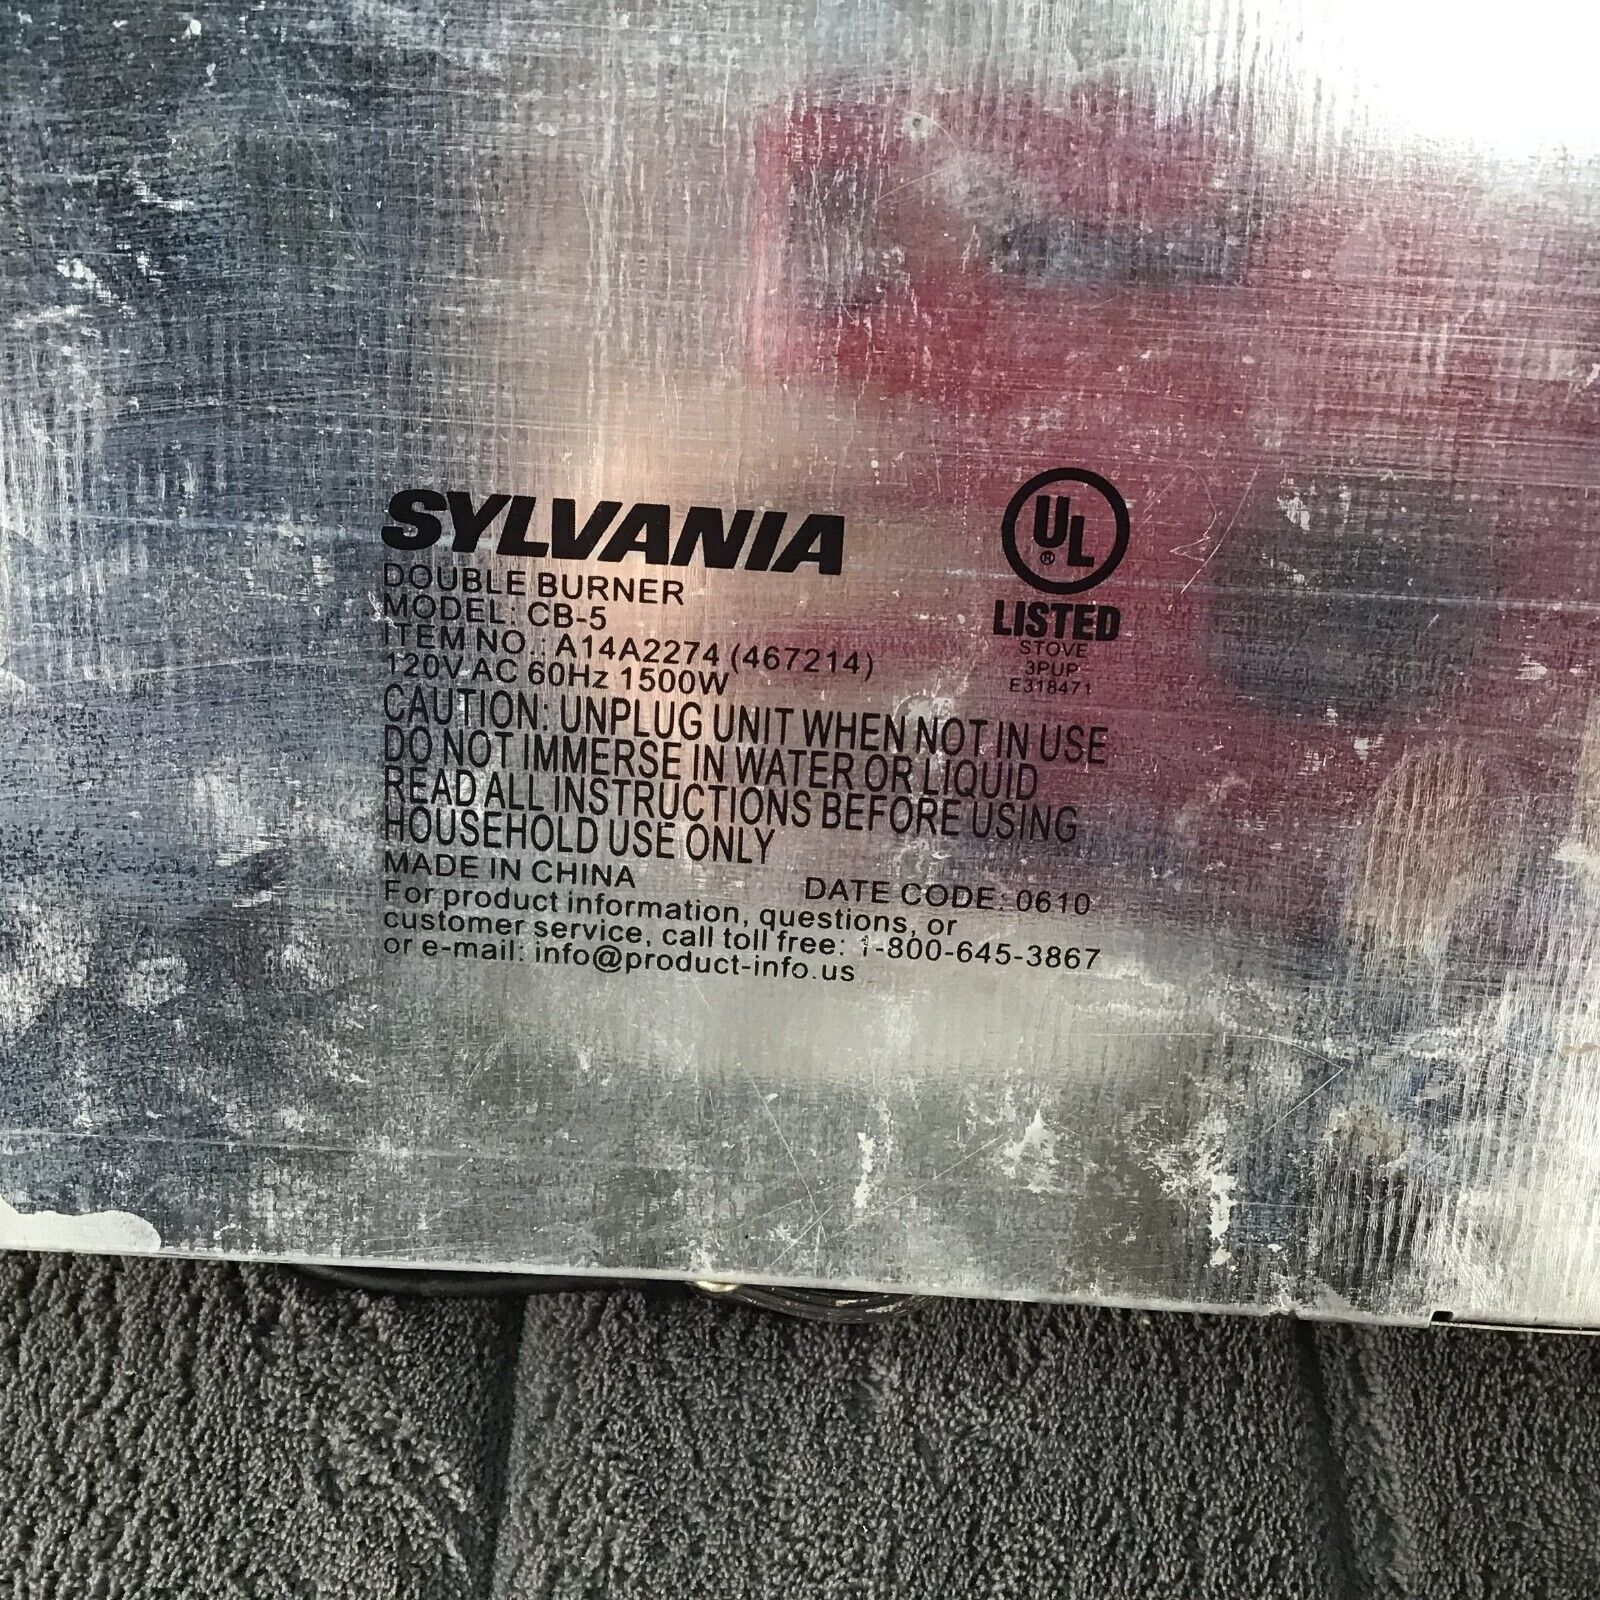 SYLVANIA
DOUBLE BURNER
MODEL: CB-5
ITEM NO.: A14A2274 (467214)
120V AC 60Hz 1500W
UL
®
LISTED
STOVE
3PUP
E318471
CAUTION: UNPLUG UNIT WHEN NOT IN USE
DO NOT IMMERSE IN WATER OR LIQUID
READ ALL INSTRUCTIONS BEFORE USING
HOUSEHOLD USE ONLY
MADE IN CHINA
DATE CODE: 0610
For product information, questions, or
customer service, call toll free: 1-800-645-3867
or e-mail: info@product-info.us